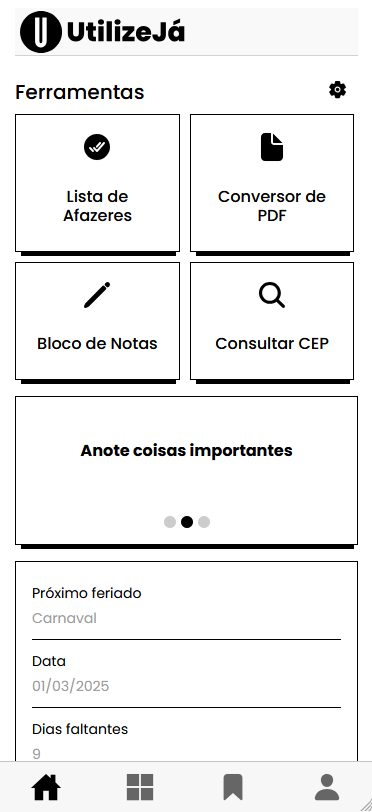 UtilizeJá
Ferramentas
Lista de
Afazeres
Conversor de
PDF
Bloco de Notas
Consultar CEP
Anote coisas importantes
Próximo feriado
Carnaval
Data
01/03/2025
Dias faltantes
9